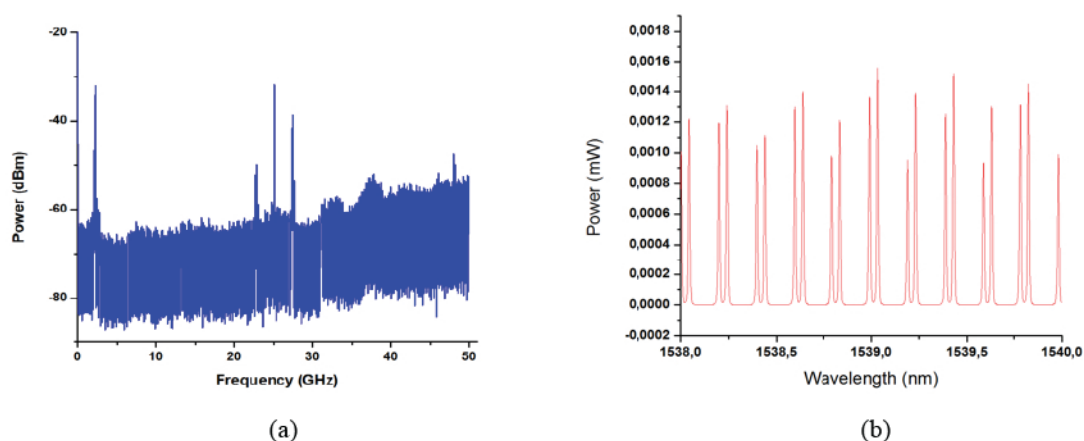 -20
-40
-60
-80
Power (dBm)
0 10 20 30 40 50
Frequency (GHz)
(a)
0,0018
0,0016
0,0014
0,0012
0,0010
0,0008
0,0006
0,0004
0,0002
0,0000
-0,0002
Power (mW)
1538,0 1538,5 1539,0 1539,5 1540,0
Wavelength (nm)
(b)